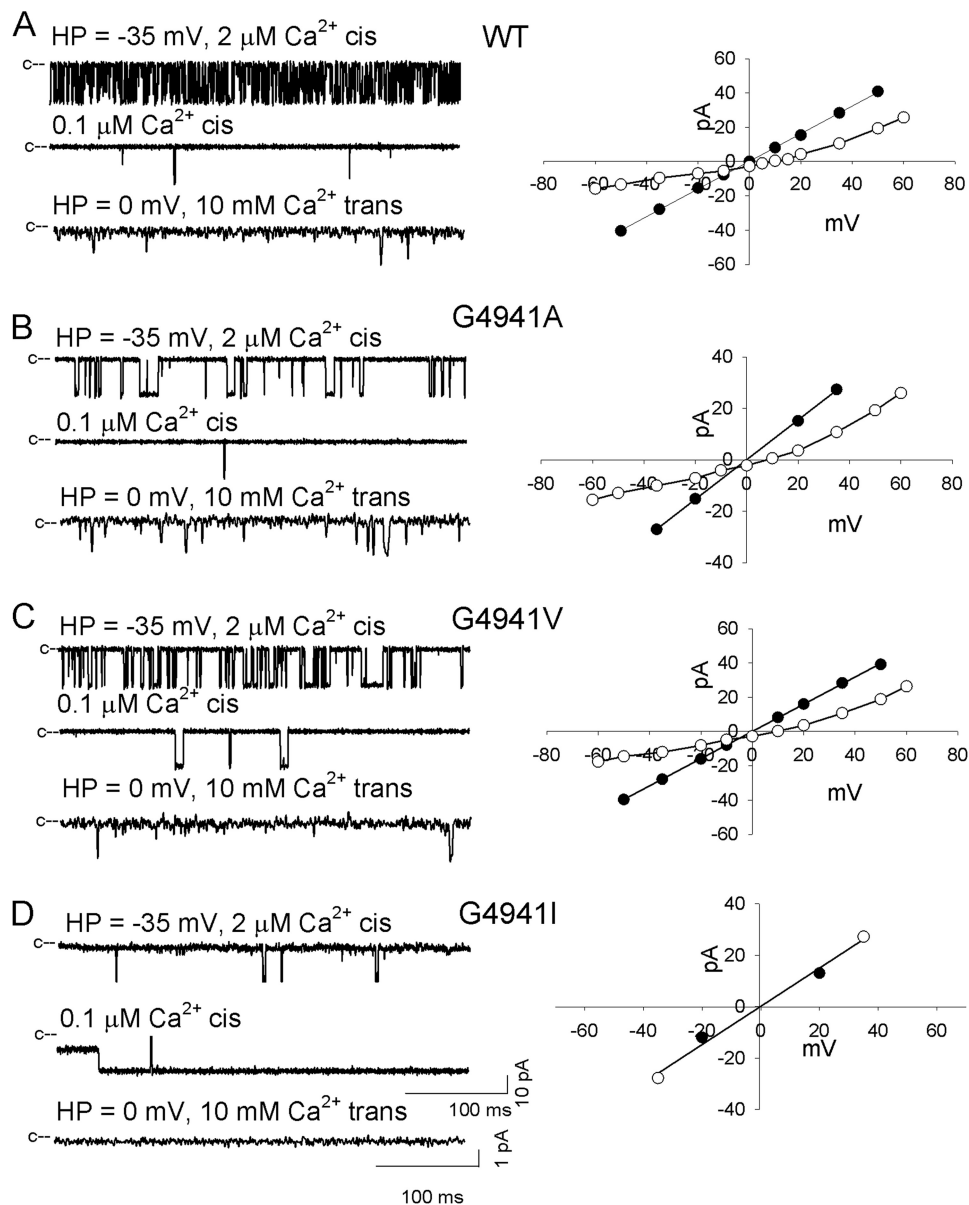 A
HP = -35 mV, 2 μM Ca2+ cis
c--
0.1 μM Ca2+ cis
c--
HP = 0 mV, 10 mM Ca2+ trans
c--
WT
60
40
20
0
-20
-40
-60
pA
-80 -60 -40 -20 0 20 40 60 80
mV
B
HP = -35 mV, 2 μM Ca2+ cis
c--
0.1 μM Ca2+ cis
c--
HP = 0 mV, 10 mM Ca2+ trans
c--
G4941A
40
20
0
-20
-40
pA
-80 -60 -40 -20 0 20 40 60 80
mV
C
HP = -35 mV, 2 μM Ca2+ cis
c--
0.1 μM Ca2+ cis
c--
HP = 0 mV, 10 mM Ca2+ trans
c--
G4941V
60
40
20
0
-20
-40
-60
pA
-80 -60 -40 -20 0 20 40 60 80
mV
D
HP = -35 mV, 2 μM Ca2+ cis
c--
0.1 μM Ca2+ cis
c--
10 pA
100 ms
HP = 0 mV, 10 mM Ca2+ trans
c--
1 pA
100 ms
G4941I
40
20
0
-20
-40
pA
-60 -40 -20 0 20 40 60
mV